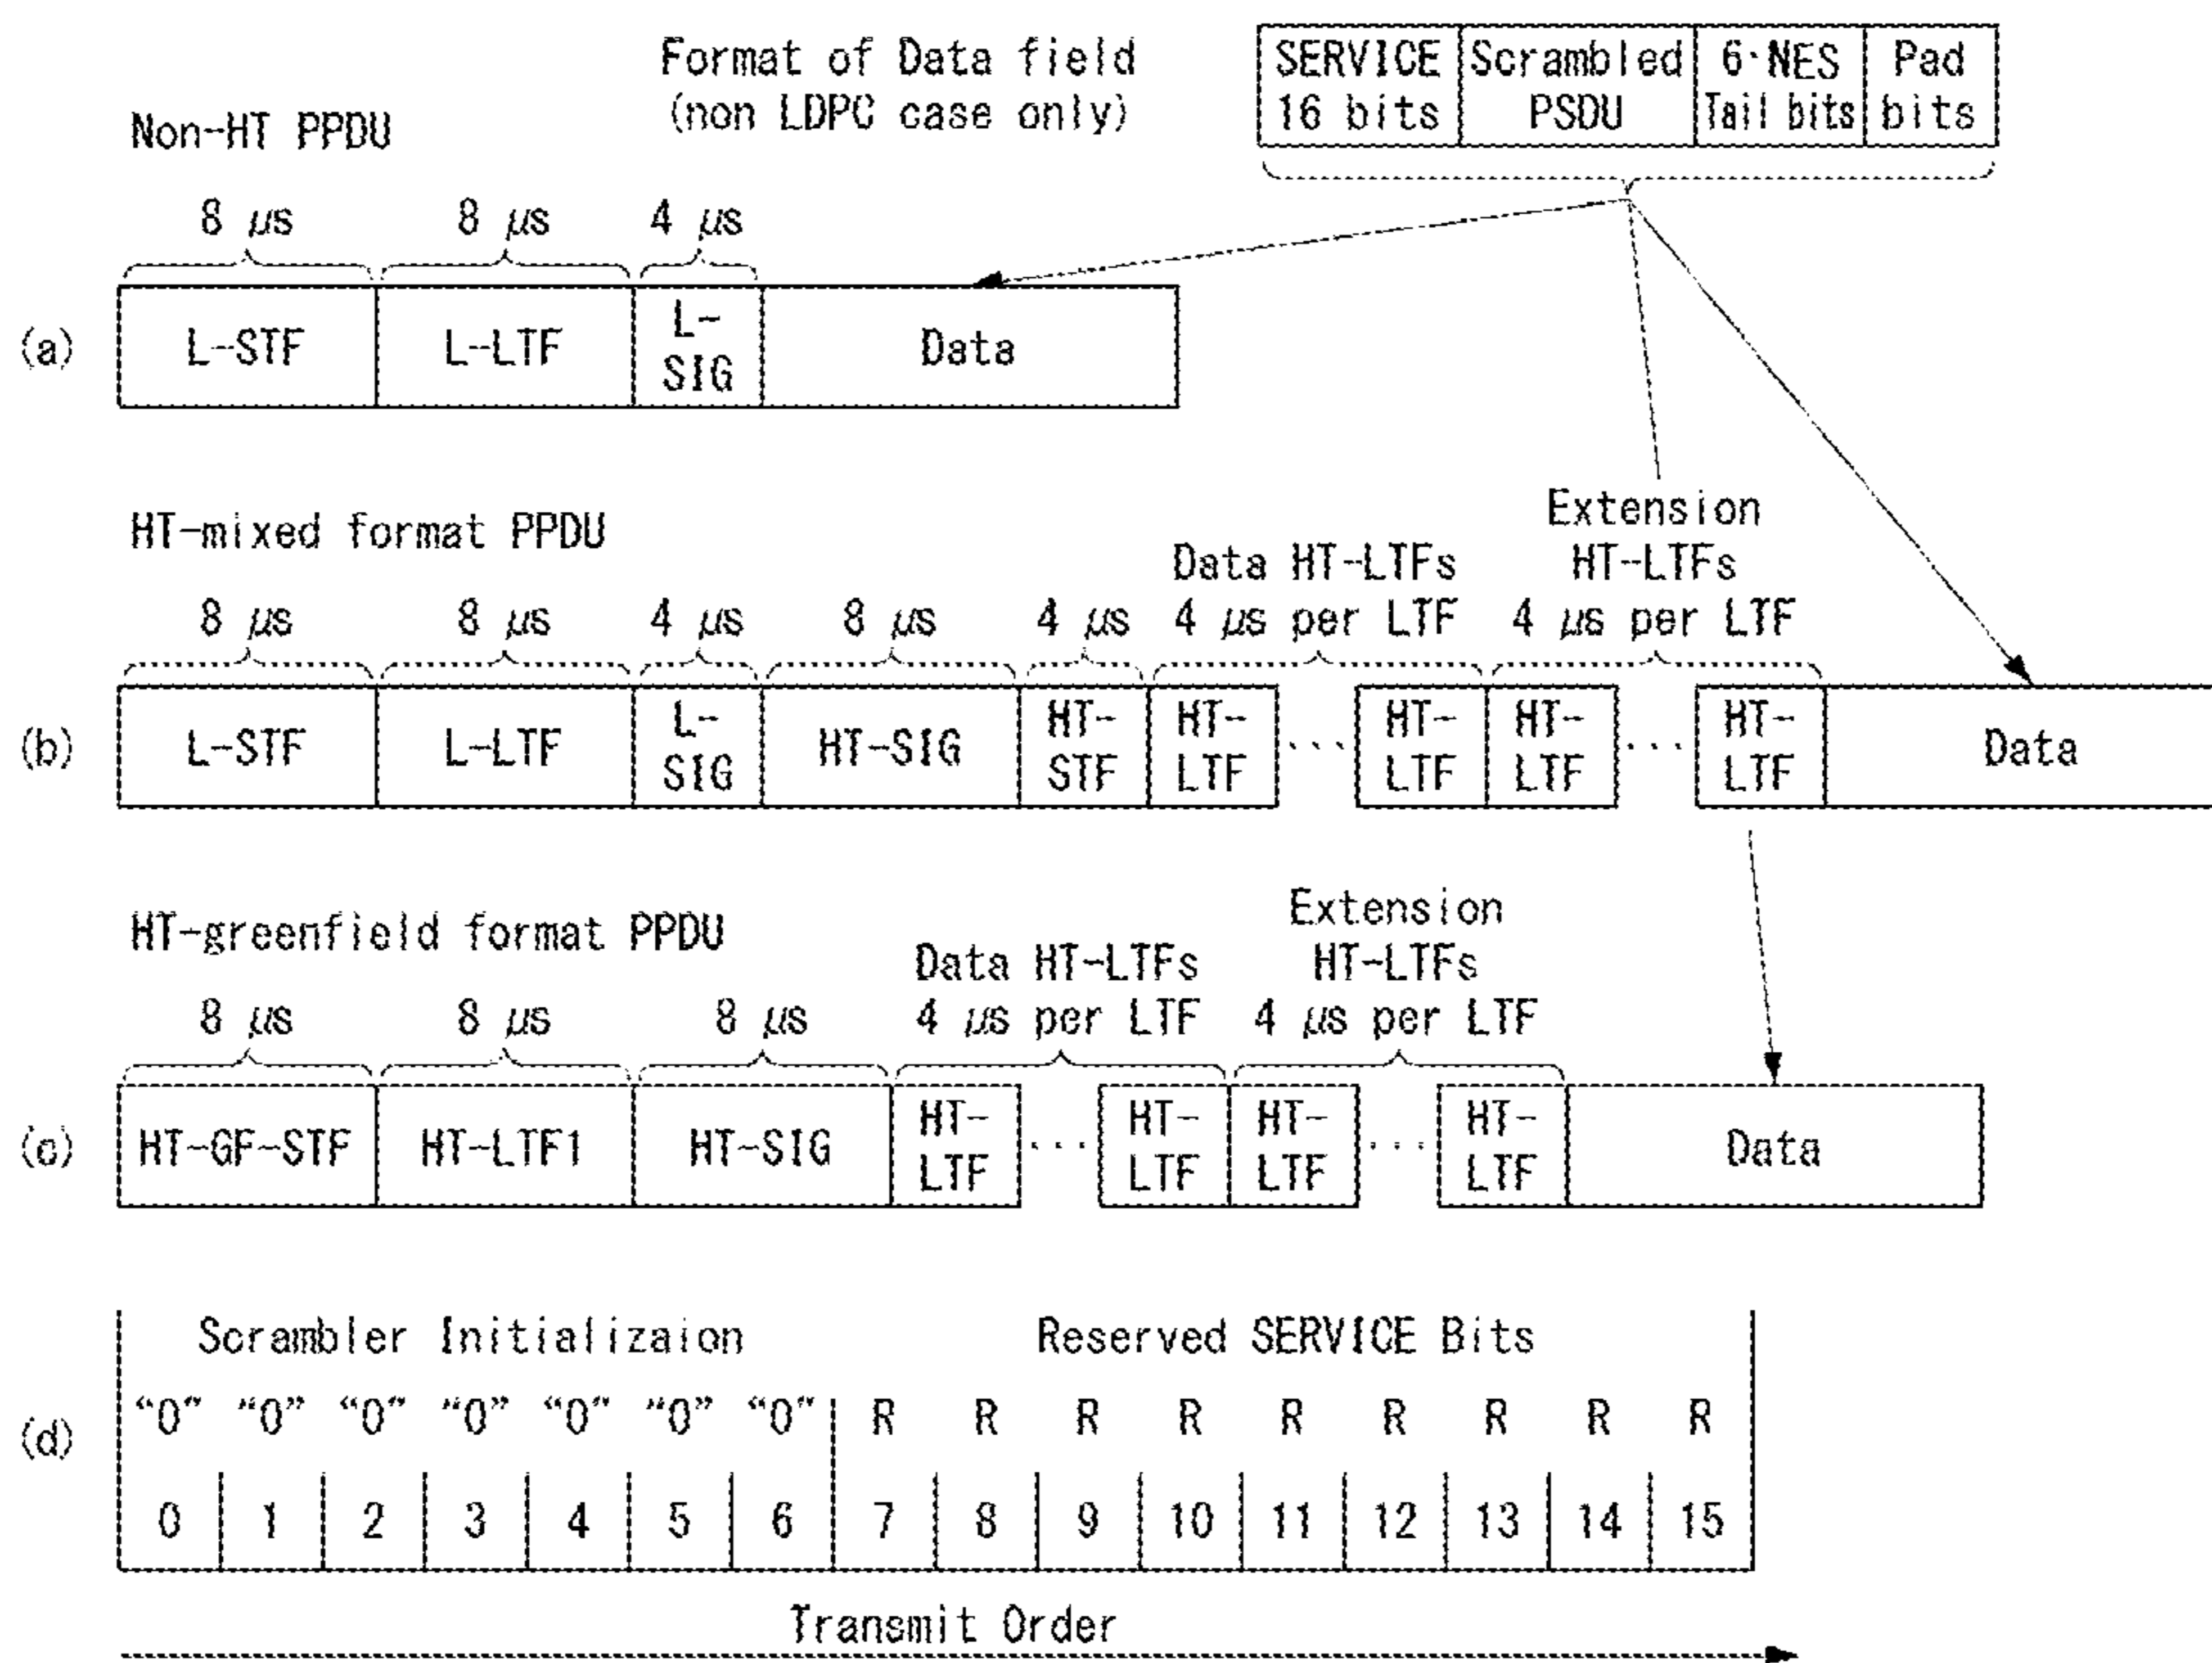 Format of Data field
(non LDPC case only)
SERVICE 16 bits
Scrambled PSDU
6·NES Tail bits
Pad bits
Non-HT PPDU
8 μs 8 μs 4 μs
(a) L-STF L-LTF L-SIG Data
HT-mixed format PPDU
Data HT-LTFs
4 μs per LTF
Extension
HT-LTFs
4 μs per LTF
8 μs 8 μs 4 μs 8 μs 4 μs
(b) L-STF L-LTF L-SIG HT-SIG HT-STF HT-LTF ... HT-LTF HT-LTF ... HT-LTF Data
HT-greenfield format PPDU
Data HT-LTFs
4 μs per LTF
Extension
HT-LTFs
4 μs per LTF
8 μs 8 μs 8 μs
(c) HT-GF-STF HT-LTF1 HT-SIG HT-LTF ... HT-LTF HT-LTF ... HT-LTF Data
Scrambler Initializaion Reserved SERVICE Bits
(d) “0” “0” “0” “0” “0” “0” “0” R R R R R R R R R
0 1 2 3 4 5 6 7 8 9 10 11 12 13 14 15
Transmit Order